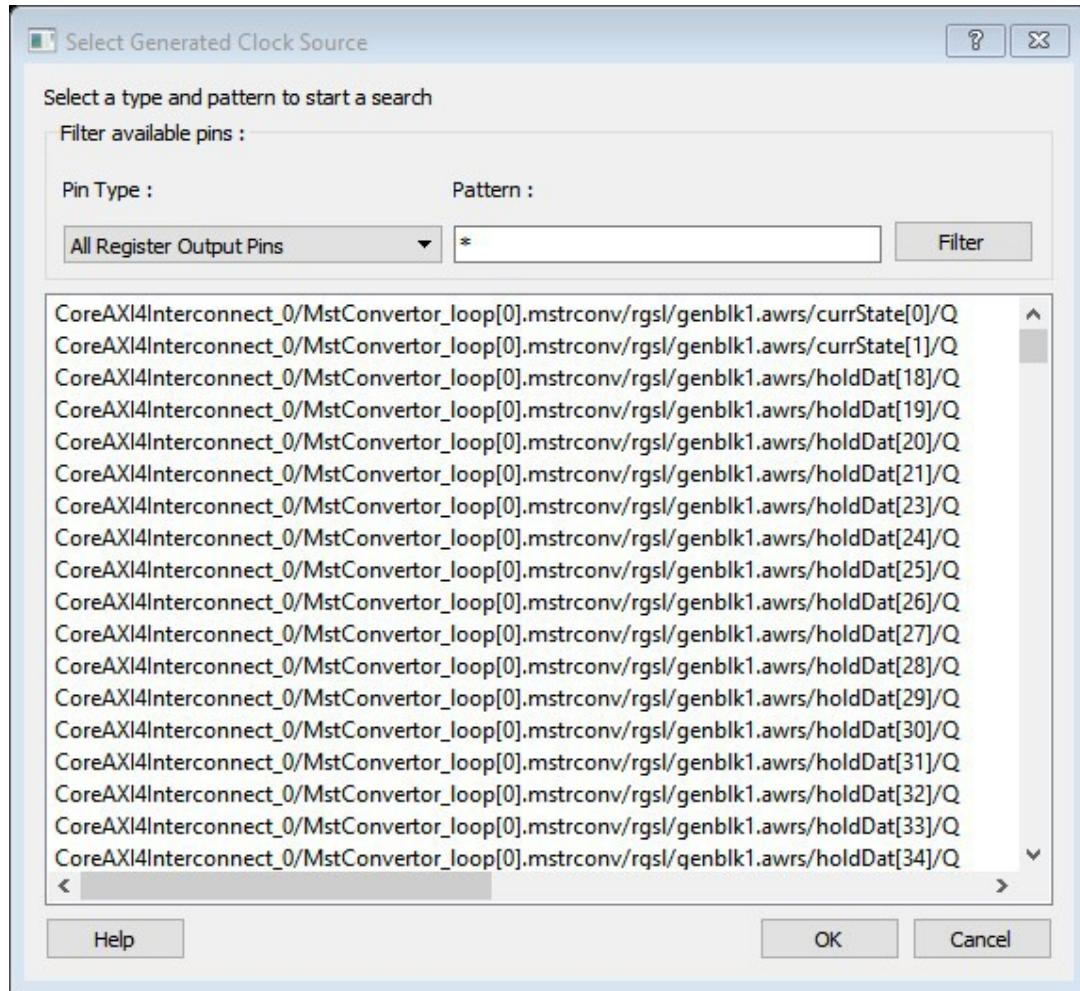 Select Generated Clock Source
Select a type and pattern to start a search
Filter available pins :
Pin Type :
Pattern :
All Register Output Pins
*
Filter
CoreAXI4Interconnect_0/MstConvertor_loop[0].mstrconv/rgsl/genblk1.awrs/currState[0]/Q
CoreAXI4Interconnect_0/MstConvertor_loop[0].mstrconv/rgsl/genblk1.awrs/currState[1]/Q
CoreAXI4Interconnect_0/MstConvertor_loop[0].mstrconv/rgsl/genblk1.awrs/holdDat[18]/Q
CoreAXI4Interconnect_0/MstConvertor_loop[0].mstrconv/rgsl/genblk1.awrs/holdDat[19]/Q
CoreAXI4Interconnect_0/MstConvertor_loop[0].mstrconv/rgsl/genblk1.awrs/holdDat[20]/Q
CoreAXI4Interconnect_0/MstConvertor_loop[0].mstrconv/rgsl/genblk1.awrs/holdDat[21]/Q
CoreAXI4Interconnect_0/MstConvertor_loop[0].mstrconv/rgsl/genblk1.awrs/holdDat[23]/Q
CoreAXI4Interconnect_0/MstConvertor_loop[0].mstrconv/rgsl/genblk1.awrs/holdDat[24]/Q
CoreAXI4Interconnect_0/MstConvertor_loop[0].mstrconv/rgsl/genblk1.awrs/holdDat[25]/Q
CoreAXI4Interconnect_0/MstConvertor_loop[0].mstrconv/rgsl/genblk1.awrs/holdDat[26]/Q
CoreAXI4Interconnect_0/MstConvertor_loop[0].mstrconv/rgsl/genblk1.awrs/holdDat[27]/Q
CoreAXI4Interconnect_0/MstConvertor_loop[0].mstrconv/rgsl/genblk1.awrs/holdDat[28]/Q
CoreAXI4Interconnect_0/MstConvertor_loop[0].mstrconv/rgsl/genblk1.awrs/holdDat[29]/Q
CoreAXI4Interconnect_0/MstConvertor_loop[0].mstrconv/rgsl/genblk1.awrs/holdDat[30]/Q
CoreAXI4Interconnect_0/MstConvertor_loop[0].mstrconv/rgsl/genblk1.awrs/holdDat[31]/Q
CoreAXI4Interconnect_0/MstConvertor_loop[0].mstrconv/rgsl/genblk1.awrs/holdDat[32]/Q
CoreAXI4Interconnect_0/MstConvertor_loop[0].mstrconv/rgsl/genblk1.awrs/holdDat[33]/Q
CoreAXI4Interconnect_0/MstConvertor_loop[0].mstrconv/rgsl/genblk1.awrs/holdDat[34]/Q
Help
OK
Cancel